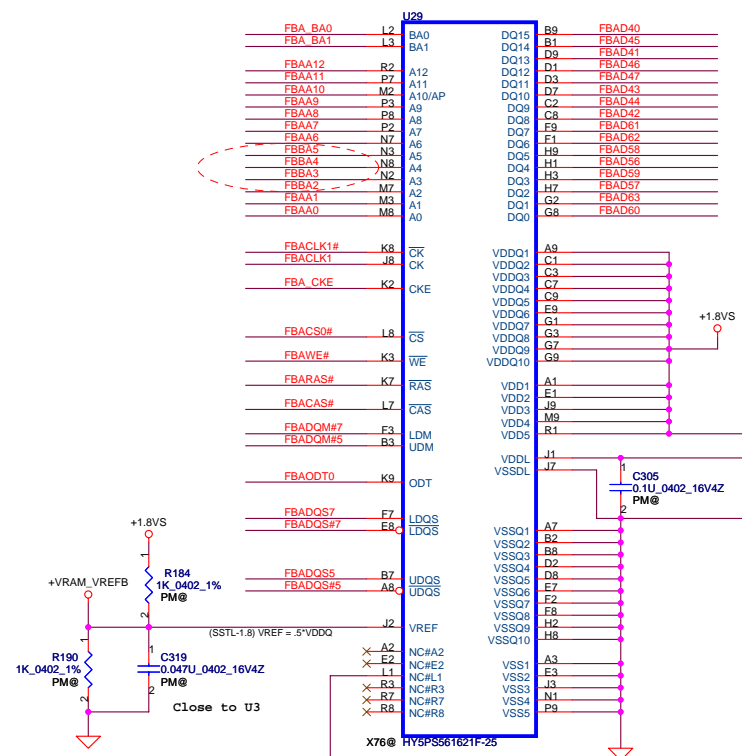 U29
FBA_BA0 L2 BA0 DQ15 B9 FBAD40
FBA_BA1 L3 BA1 DQ14 B1 FBAD45
DQ13 D9 FBAD41
FBAA12 R2 A12 DQ12 D1 FBAD46
FBAA11 P7 A11 DQ11 D3 FBAD47
FBAA10 M2 A10/AP DQ10 D7 FBAD43
FBAA9 P3 A9 DQ9 C2 FBAD44
FBAA8 P8 A8 DQ8 C8 FBAD42
FBAA7 P2 A7 DQ7 F9 FBAD61
FBAA6 N7 A6 DQ6 F1 FBAD62
FBBA5 N3 A5 DQ5 H9 FBAD58
FBBA4 N8 A4 DQ4 H1 FBAD56
FBBA3 N2 A3 DQ3 H3 FBAD59
FBBA2 M7 A2 DQ2 H7 FBAD57
FBAA1 M3 A1 DQ1 G2 FBAD63
FBAA0 M8 A0 DQ0 G8 FBAD60
FBACLK1# K8 CK VDDQ1 A9
FBACLK1 J8 CK VDDQ2 C1
VDDQ3 C3
FBA_CKE K2 CKE VDDQ4 C7
VDDQ5 C9
VDDQ6 E9
VDDQ7 G1
+1.8VS
FBACS0# L8 CS VDDQ8 G3
VDDQ9 G7
FBAWE# K3 WE VDDQ10 G9
FBARAS# K7 RAS VDD1 A1
VDD2 E1
FBACAS# L7 CAS VDD3 J9
VDD4 M9
FBADQM#7 F3 LDM VDD5 R1
FBADQM#5 B3 UDM
VDDL J1
VSSDL J7
FBAODT0 K9 ODT
1
C305
0.1U_0402_16V4Z
PM@
2
FBADQS7 F7 LDQS
FBADQS#7 E8 LDQS VSSQ1 A7
VSSQ2 B2
VSSQ3 B8
VSSQ4 D2
FBADQS5 B7 UDQS VSSQ5 D8
FBADQS#5 A8 UDQS VSSQ6 E7
VSSQ7 F2
VSSQ8 F8
J2 VREF VSSQ9 H2
VSSQ10 H8
(SSTL-1.8) VREF = .5*VDDQ
+1.8VS
1
R184
1K_0402_1%
PM@
2
+VRAM_VREFB
1
R190
1K_0402_1%
PM@
2
1
C319
0.047U_0402_16V4Z
PM@
2
Close to U3
A2 NC#A2
E2 NC#E2 VSS1 A3
L1 NC#L1 VSS2 E3
R3 NC#R3 VSS3 J3
R7 NC#R7 VSS4 N1
R8 NC#R8 VSS5 P9
X76@ HY5PS561621F-25